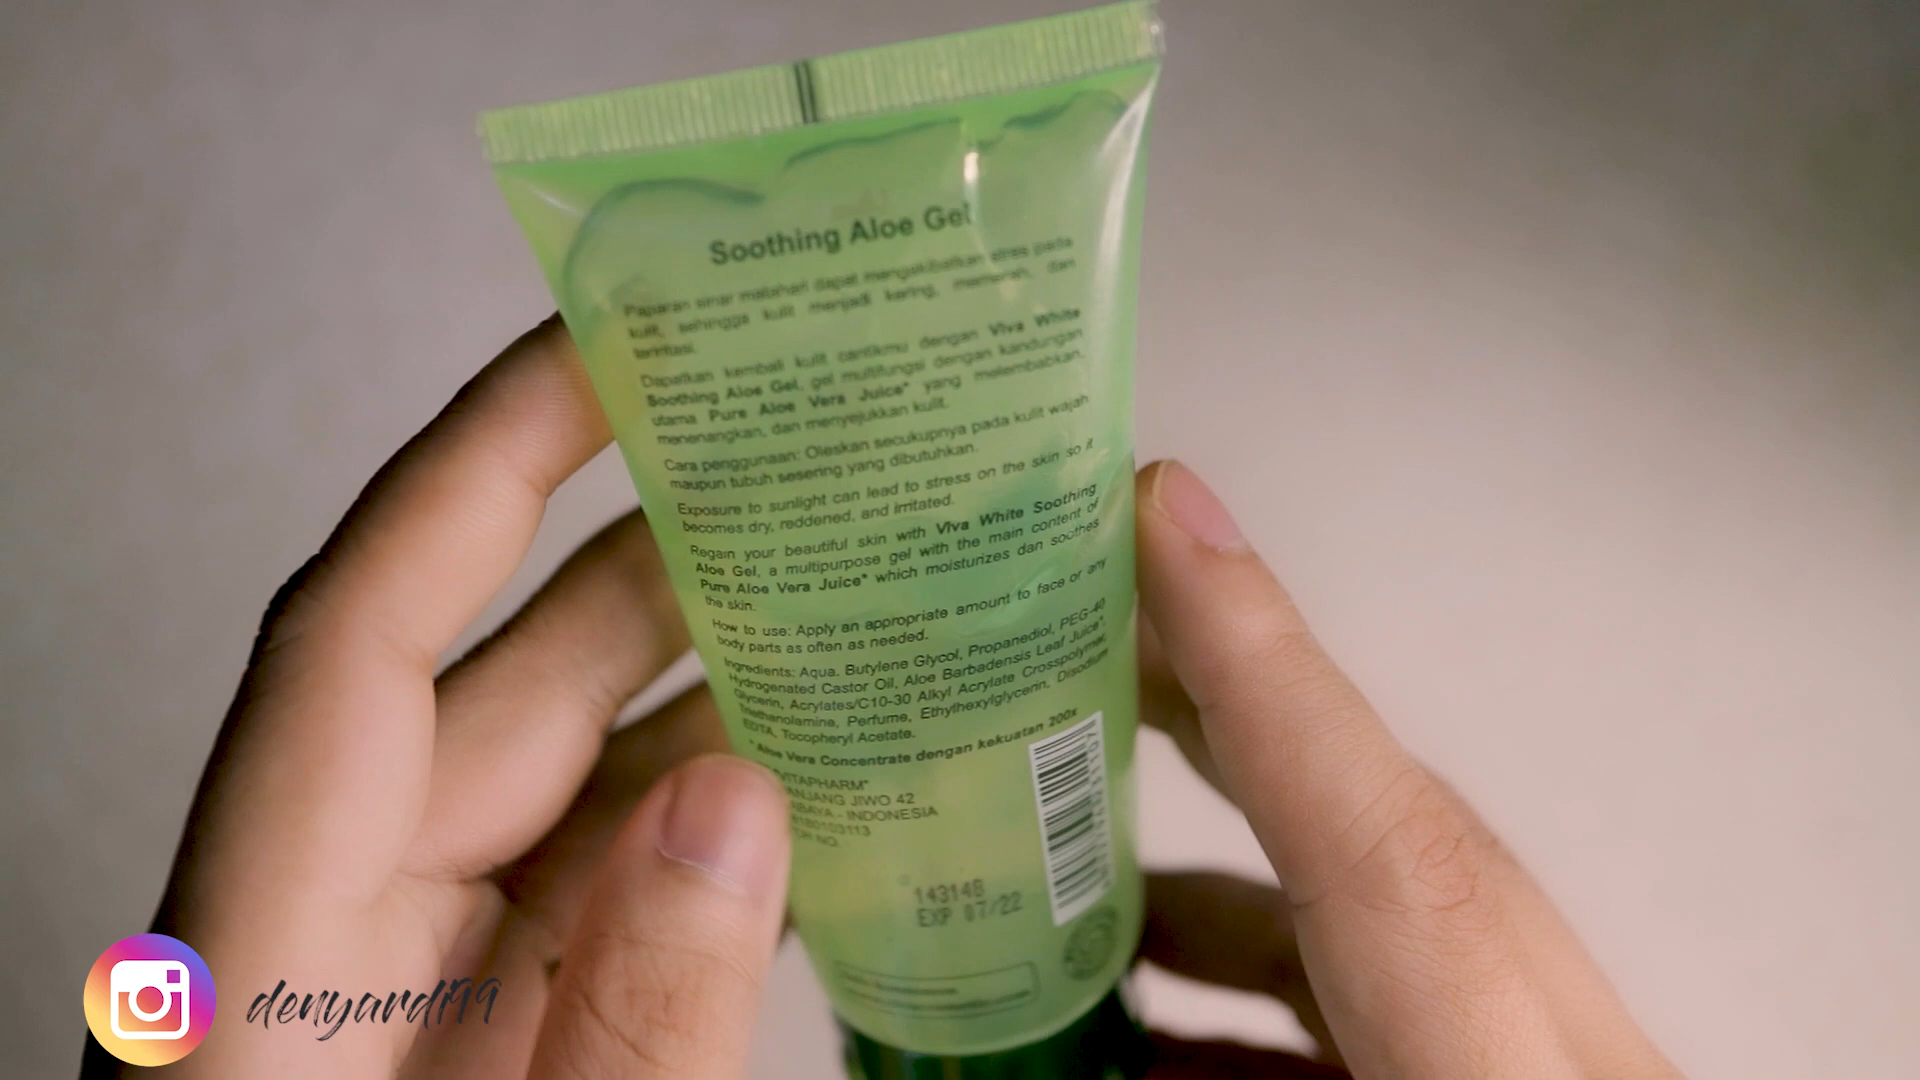 Soothing Aloe Gel
Paparan sinar matahari dapat mengakibatkan stres pada
kulit, sehingga kulit menjadi kering, memerah, dan
teriritasi.
Dapatkan kembali kulit cantikmu dengan Viva White
Soothing Aloe Gel, gel multifungsi dengan kandungan
utama Pure Aloe Vera Juice* yang melembabkan,
menenangkan, dan menyejukkan kulit.
Cara penggunaan: Oleskan secukupnya pada kulit wajah
maupun tubuh sesering yang dibutuhkan.
Exposure to sunlight can lead to stress on the skin so it
becomes dry, reddened, and irritated.
Regain your beautiful skin with Viva White Soothing
Aloe Gel, a multipurpose gel with the main content of
Pure Aloe Vera Juice* which moisturizes dan soothes
the skin.
How to use: Apply an appropriate amount to face or any
body parts as often as needed.
Ingredients: Aqua. Butylene Glycol, Propanediol, PEG-40
Hydrogenated Castor Oil, Aloe Barbadensis Leaf Juice*,
Glycerin, Acrylates/C10-30 Alkyl Acrylate Crosspolymer,
Triethanolamine, Perfume, Ethylhexylglycerin, Disodium
EDTA, Tocopheryl Acetate.
* Aloe Vera Concentrate dengan kekuatan 200x
VITAPHARM"
ANJANG JIWO 42
ABAYA - INDONESIA
8180103113
CH NO.
14314B
EXP 07/22
denyardi99